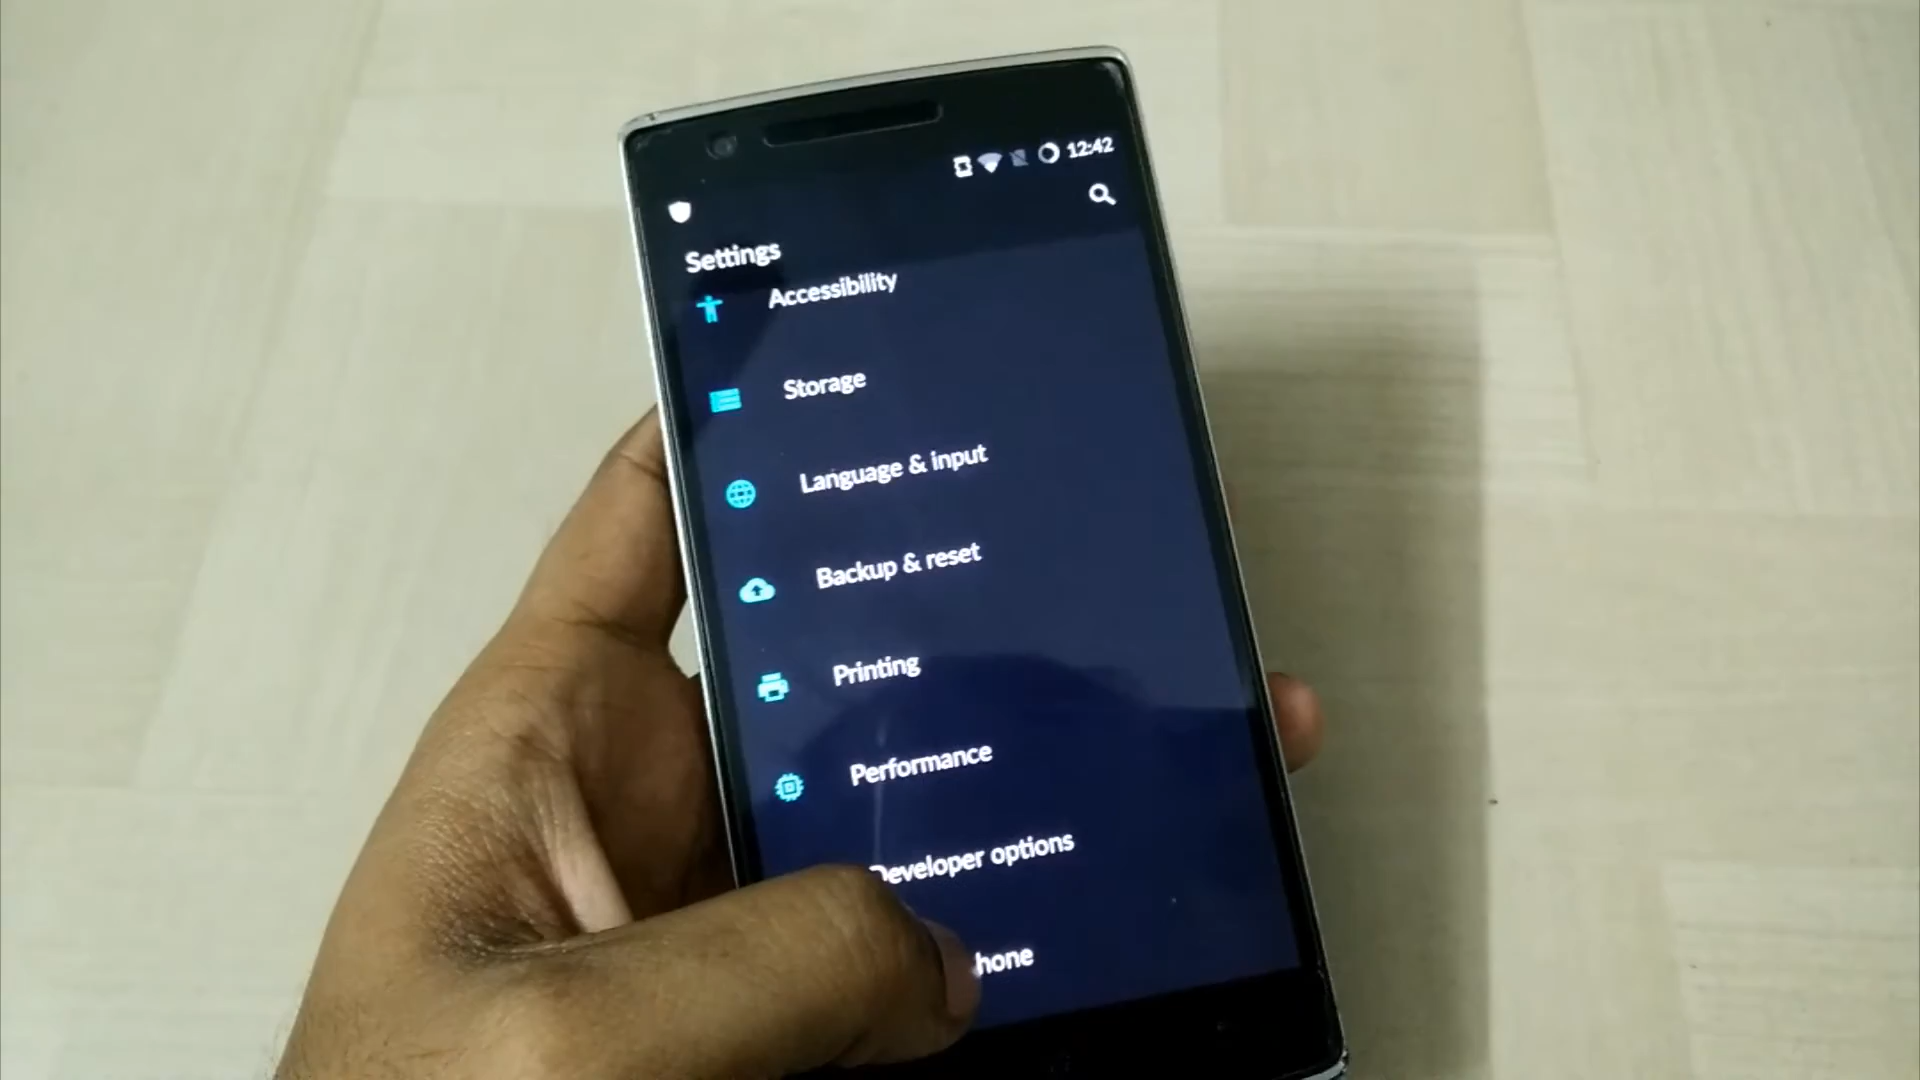 12:42
Settings
Accessibility
Storage
Language & input
Backup & reset
Printing
Performance
Developer options
hone